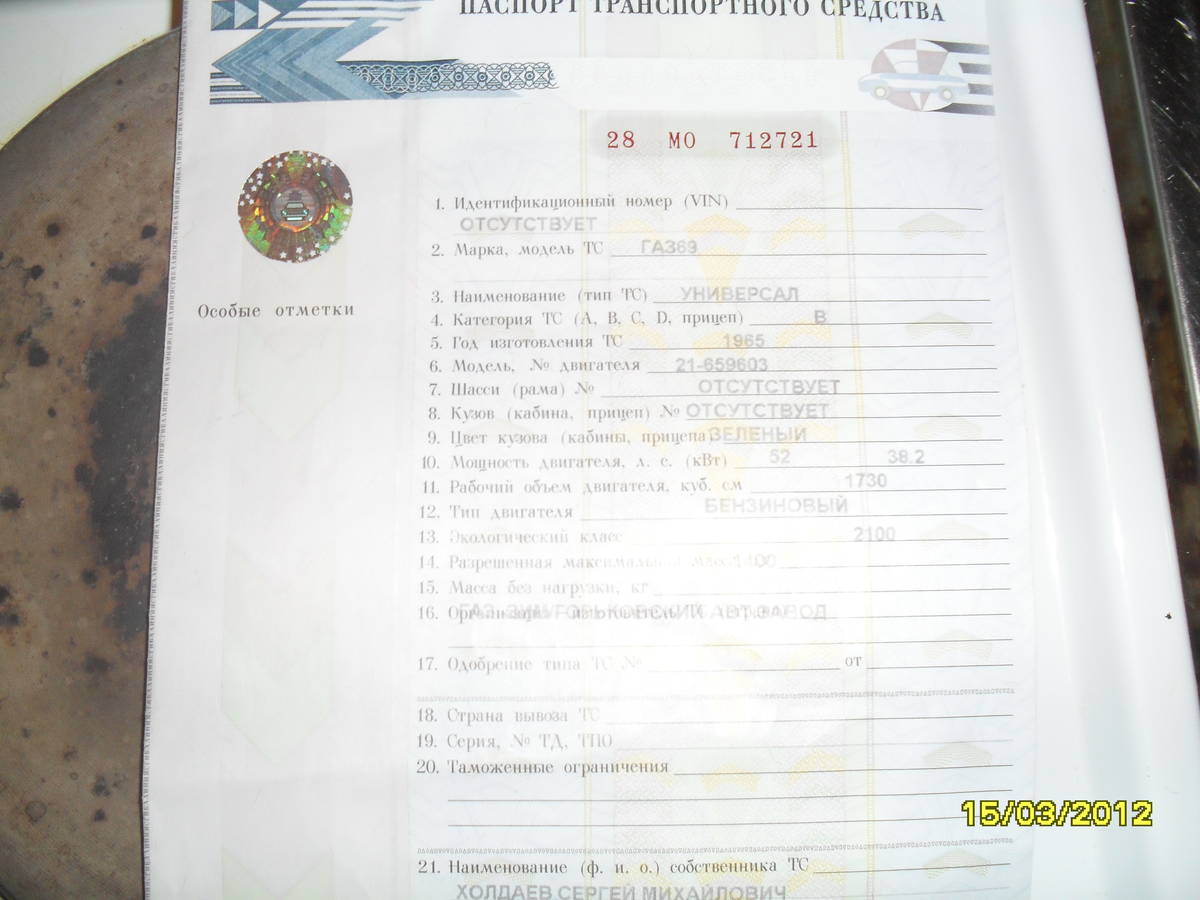 ПАСПОРТ ТРАНСПОРТНОГО СРЕДСТВА
28 МО 712721
1. Идентификационный номер (VIN)
ОТСУТСТВУЕТ
2. Марка, модель ТС ГАЗ69
3. Наименование (тип ТС) УНИВЕРСАЛ
Особые отметки
4. Категория ТС (A, B, C, D, прицеп) B
5. Год изготовления ТС 1965
6. Модель, № двигателя 21-659603
7. Шасси (рама) № ОТСУТСТВУЕТ
8. Кузов (кабина, прицеп) № ОТСУТСТВУЕТ
9. Цвет кузова (кабины, прицепа) ЗЕЛЕНЫЙ
10. Мощность двигателя, л. с. (кВт) 52 38.2
11. Рабочий объем двигателя, куб. см 1730
12. Тип двигателя БЕНЗИНОВЫЙ
13. Экологический класс 2100
14. Разрешенная максимальная масса 1400
15. Масса без нагрузки, кг
16. Организация ГОРЬКОВСКИЙ АВТОЗАВОД
17. Одобрение типа ТС № от
18. Страна вывоза ТС
19. Серия, № ТД, ТПО
20. Таможенные ограничения
15/03/2012
21. Наименование (ф. и. о.) собственника ТС
ХОЛДАЕВ СЕРГЕЙ МИХАЙЛОВИЧ